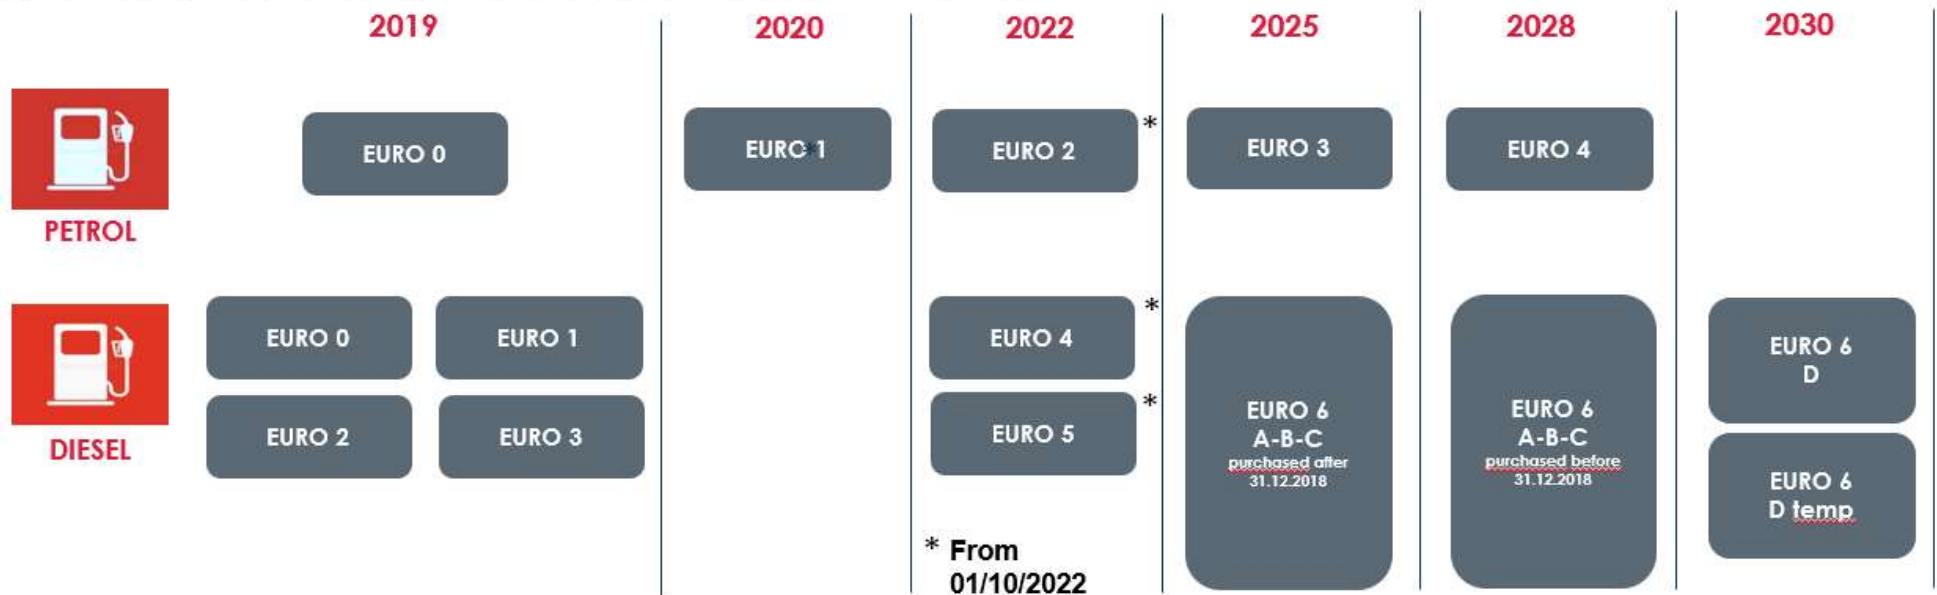 2019
2020
2022
2025
2028
2030
PETROL
EURO 0
EURO 1
EURO 2
*
EURO 3
EURO 4
DIESEL
EURO 0
EURO 1
EURO 2
EURO 3
EURO 4
*
EURO 5
*
* From
01/10/2022
EURO 6
A-B-C
purchased after
31.12.2018
EURO 6
A-B-C
purchased before
31.12.2018
EURO 6
D
EURO 6
D temp